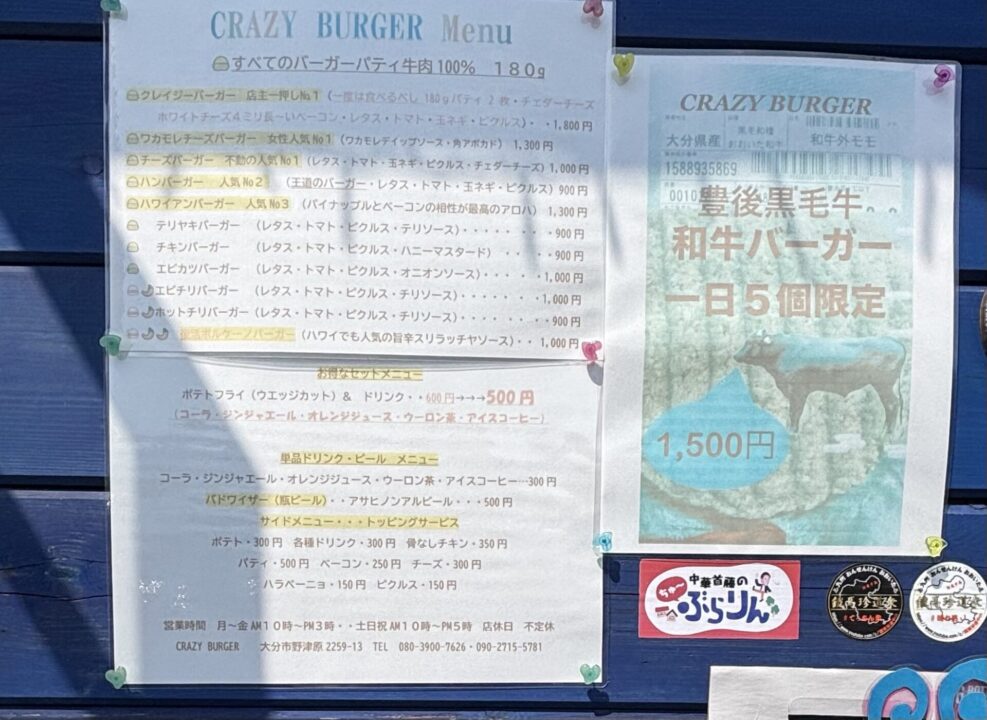 CRAZY BURGER Menu
すべてのバーガーパティ牛肉100% 180g
クレイジーバーガー 店主一押し№1 (一度は食べるべし 180gパティ 2 枚・チェダーチーズ
ホワイトチーズ4ミリ長~いベーコン・レタス・トマト・玉ネギ・ピクルス)・・1,800円
ワカモレチーズバーガー 女性人気№1 (ワカモレディップソース・角アボカド) 1,300円
チーズバーガー 不動の人気№1 (レタス・トマト・玉ネギ・ピクルス・チェダーチーズ) 1,000円
ハンバーガー 人気№2 (王道のバーガー・レタス・トマト・玉ネギ・ピクルス) 900円
ハワイアンバーガー 人気№3 (パイナップルとベーコンの相性が最高のアロハ) 1,300円
テリヤキバーガー (レタス・トマト・ピクルス・テリソース)・・・・・ ・・ ・900円
チキンバーガー (レタス・トマト・ピクルス・ハニーマスタード) ・・・ ・・900円
エビカツバーガー (レタス・トマト・ピクルス・オニオンソース)・・・・ ・・1,000円
エビチリバーガー (レタス・トマト・ピクルス・チリソース)・・・・・ ・・・1,000円
ホットチリバーガー (レタス・トマト・ピクルス・チリソース)・・・・ ・・・900円
ボルケーノバーガー (ハワイでも人気の旨辛スリラッチャソース)・・ 1,000円
お得なセットメニュー
ポテトフライ (ウエッジカット) & ドリンク・・600円→→→500円
(コーラ・ジンジャエール・オレンジジュース・ウーロン茶・アイスコーヒー)
単品ドリンク・ビール メニュー
コーラ・ジンジャエール・オレンジジュース・ウーロン茶・アイスコーヒー…300円
バドワイザー (瓶ビール)・・アサヒノンアルビール・・・500円
サイドメニュー・・・トッピングサービス
ポテト・300円 各種ドリンク・300円 骨なしチキン・350円
パティ・500円 ベーコン・250円 チーズ・300円
ハラペーニョ・150円 ピクルス・150円
営業時間 月~金AM10時~PM3時・・土日祝AM10時~PM5時 店休日 不定休
CRAZY BURGER 大分市野津原2259-13 TEL 080-3900-7626・090-2715-5781
CRAZY BURGER
大分県産
黒毛和種
おおいた和牛
和牛外モモ
1588935869
豊後黒毛牛
和牛バーガー
一日5個限定
1,500円
中華首藤の
ぶらりん